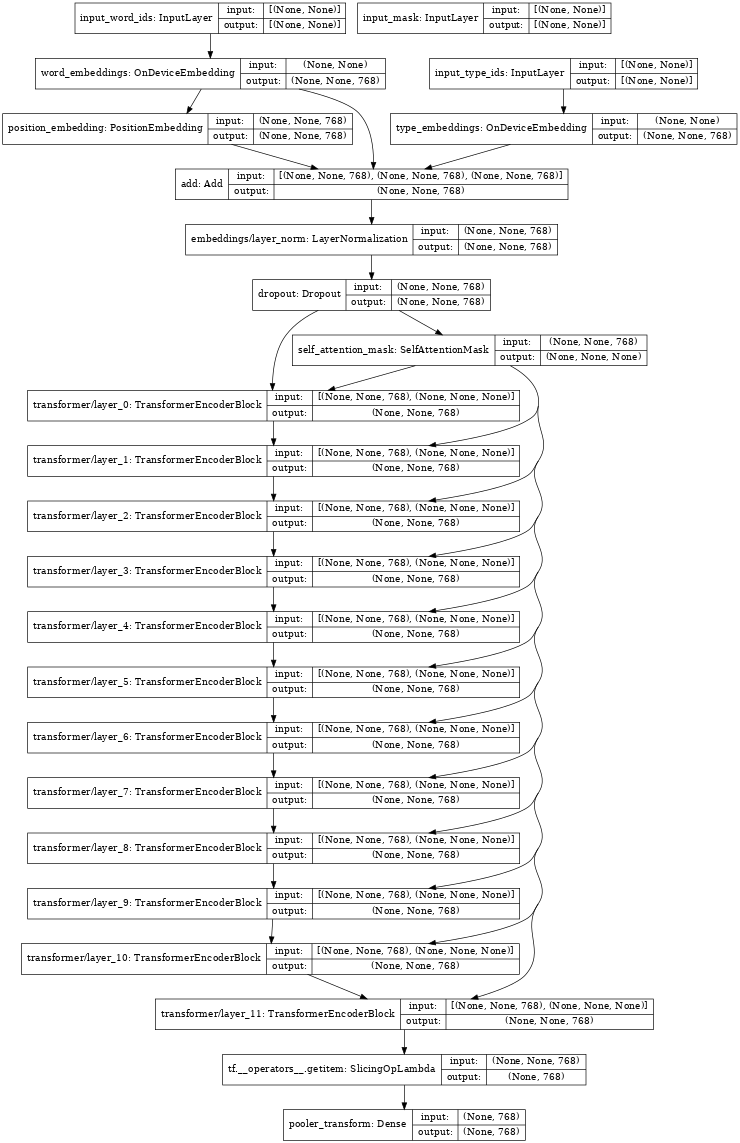 input_word_ids: InputLayer
input: [(None, None)]
output: [(None, None)]
input_mask: InputLayer
input: [(None, None)]
output: [(None, None)]
word_embeddings: OnDeviceEmbedding
input: (None, None)
output: (None, None, 768)
input_type_ids: InputLayer
input: [(None, None)]
output: [(None, None)]
position_embedding: PositionEmbedding
input: (None, None, 768)
output: (None, None, 768)
type_embeddings: OnDeviceEmbedding
input: (None, None)
output: (None, None, 768)
add: Add
input: [(None, None, 768), (None, None, 768), (None, None, 768)]
output: (None, None, 768)
embeddings/layer_norm: LayerNormalization
input: (None, None, 768)
output: (None, None, 768)
dropout: Dropout
input: (None, None, 768)
output: (None, None, 768)
self_attention_mask: SelfAttentionMask
input: (None, None, 768)
output: (None, None, None)
transformer/layer_0: TransformerEncoderBlock
input: [(None, None, 768), (None, None, None)]
output: (None, None, 768)
transformer/layer_1: TransformerEncoderBlock
input: [(None, None, 768), (None, None, None)]
output: (None, None, 768)
transformer/layer_2: TransformerEncoderBlock
input: [(None, None, 768), (None, None, None)]
output: (None, None, 768)
transformer/layer_3: TransformerEncoderBlock
input: [(None, None, 768), (None, None, None)]
output: (None, None, 768)
transformer/layer_4: TransformerEncoderBlock
input: [(None, None, 768), (None, None, None)]
output: (None, None, 768)
transformer/layer_5: TransformerEncoderBlock
input: [(None, None, 768), (None, None, None)]
output: (None, None, 768)
transformer/layer_6: TransformerEncoderBlock
input: [(None, None, 768), (None, None, None)]
output: (None, None, 768)
transformer/layer_7: TransformerEncoderBlock
input: [(None, None, 768), (None, None, None)]
output: (None, None, 768)
transformer/layer_8: TransformerEncoderBlock
input: [(None, None, 768), (None, None, None)]
output: (None, None, 768)
transformer/layer_9: TransformerEncoderBlock
input: [(None, None, 768), (None, None, None)]
output: (None, None, 768)
transformer/layer_10: TransformerEncoderBlock
input: [(None, None, 768), (None, None, None)]
output: (None, None, 768)
transformer/layer_11: TransformerEncoderBlock
input: [(None, None, 768), (None, None, None)]
output: (None, None, 768)
tf.__operators__.getitem: SlicingOpLambda
input: (None, None, 768)
output: (None, 768)
pooler_transform: Dense
input: (None, 768)
output: (None, 768)